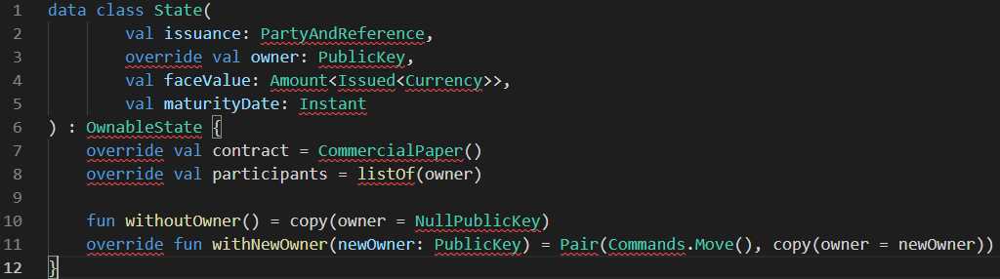 1 data class State(
2 val issuance: PartyAndReference,
3 override val owner: PublicKey,
4 val faceValue: Amount<Issued<Currency>>,
5 val maturityDate: Instant
6 ) : OwnableState {
7 override val contract = CommercialPaper()
8 override val participants = listOf(owner)
9
10 fun withoutOwner() = copy(owner = NullPublicKey)
11 override fun withNewOwner(newOwner: PublicKey) = Pair(Commands.Move(), copy(owner = newOwner))
12 }